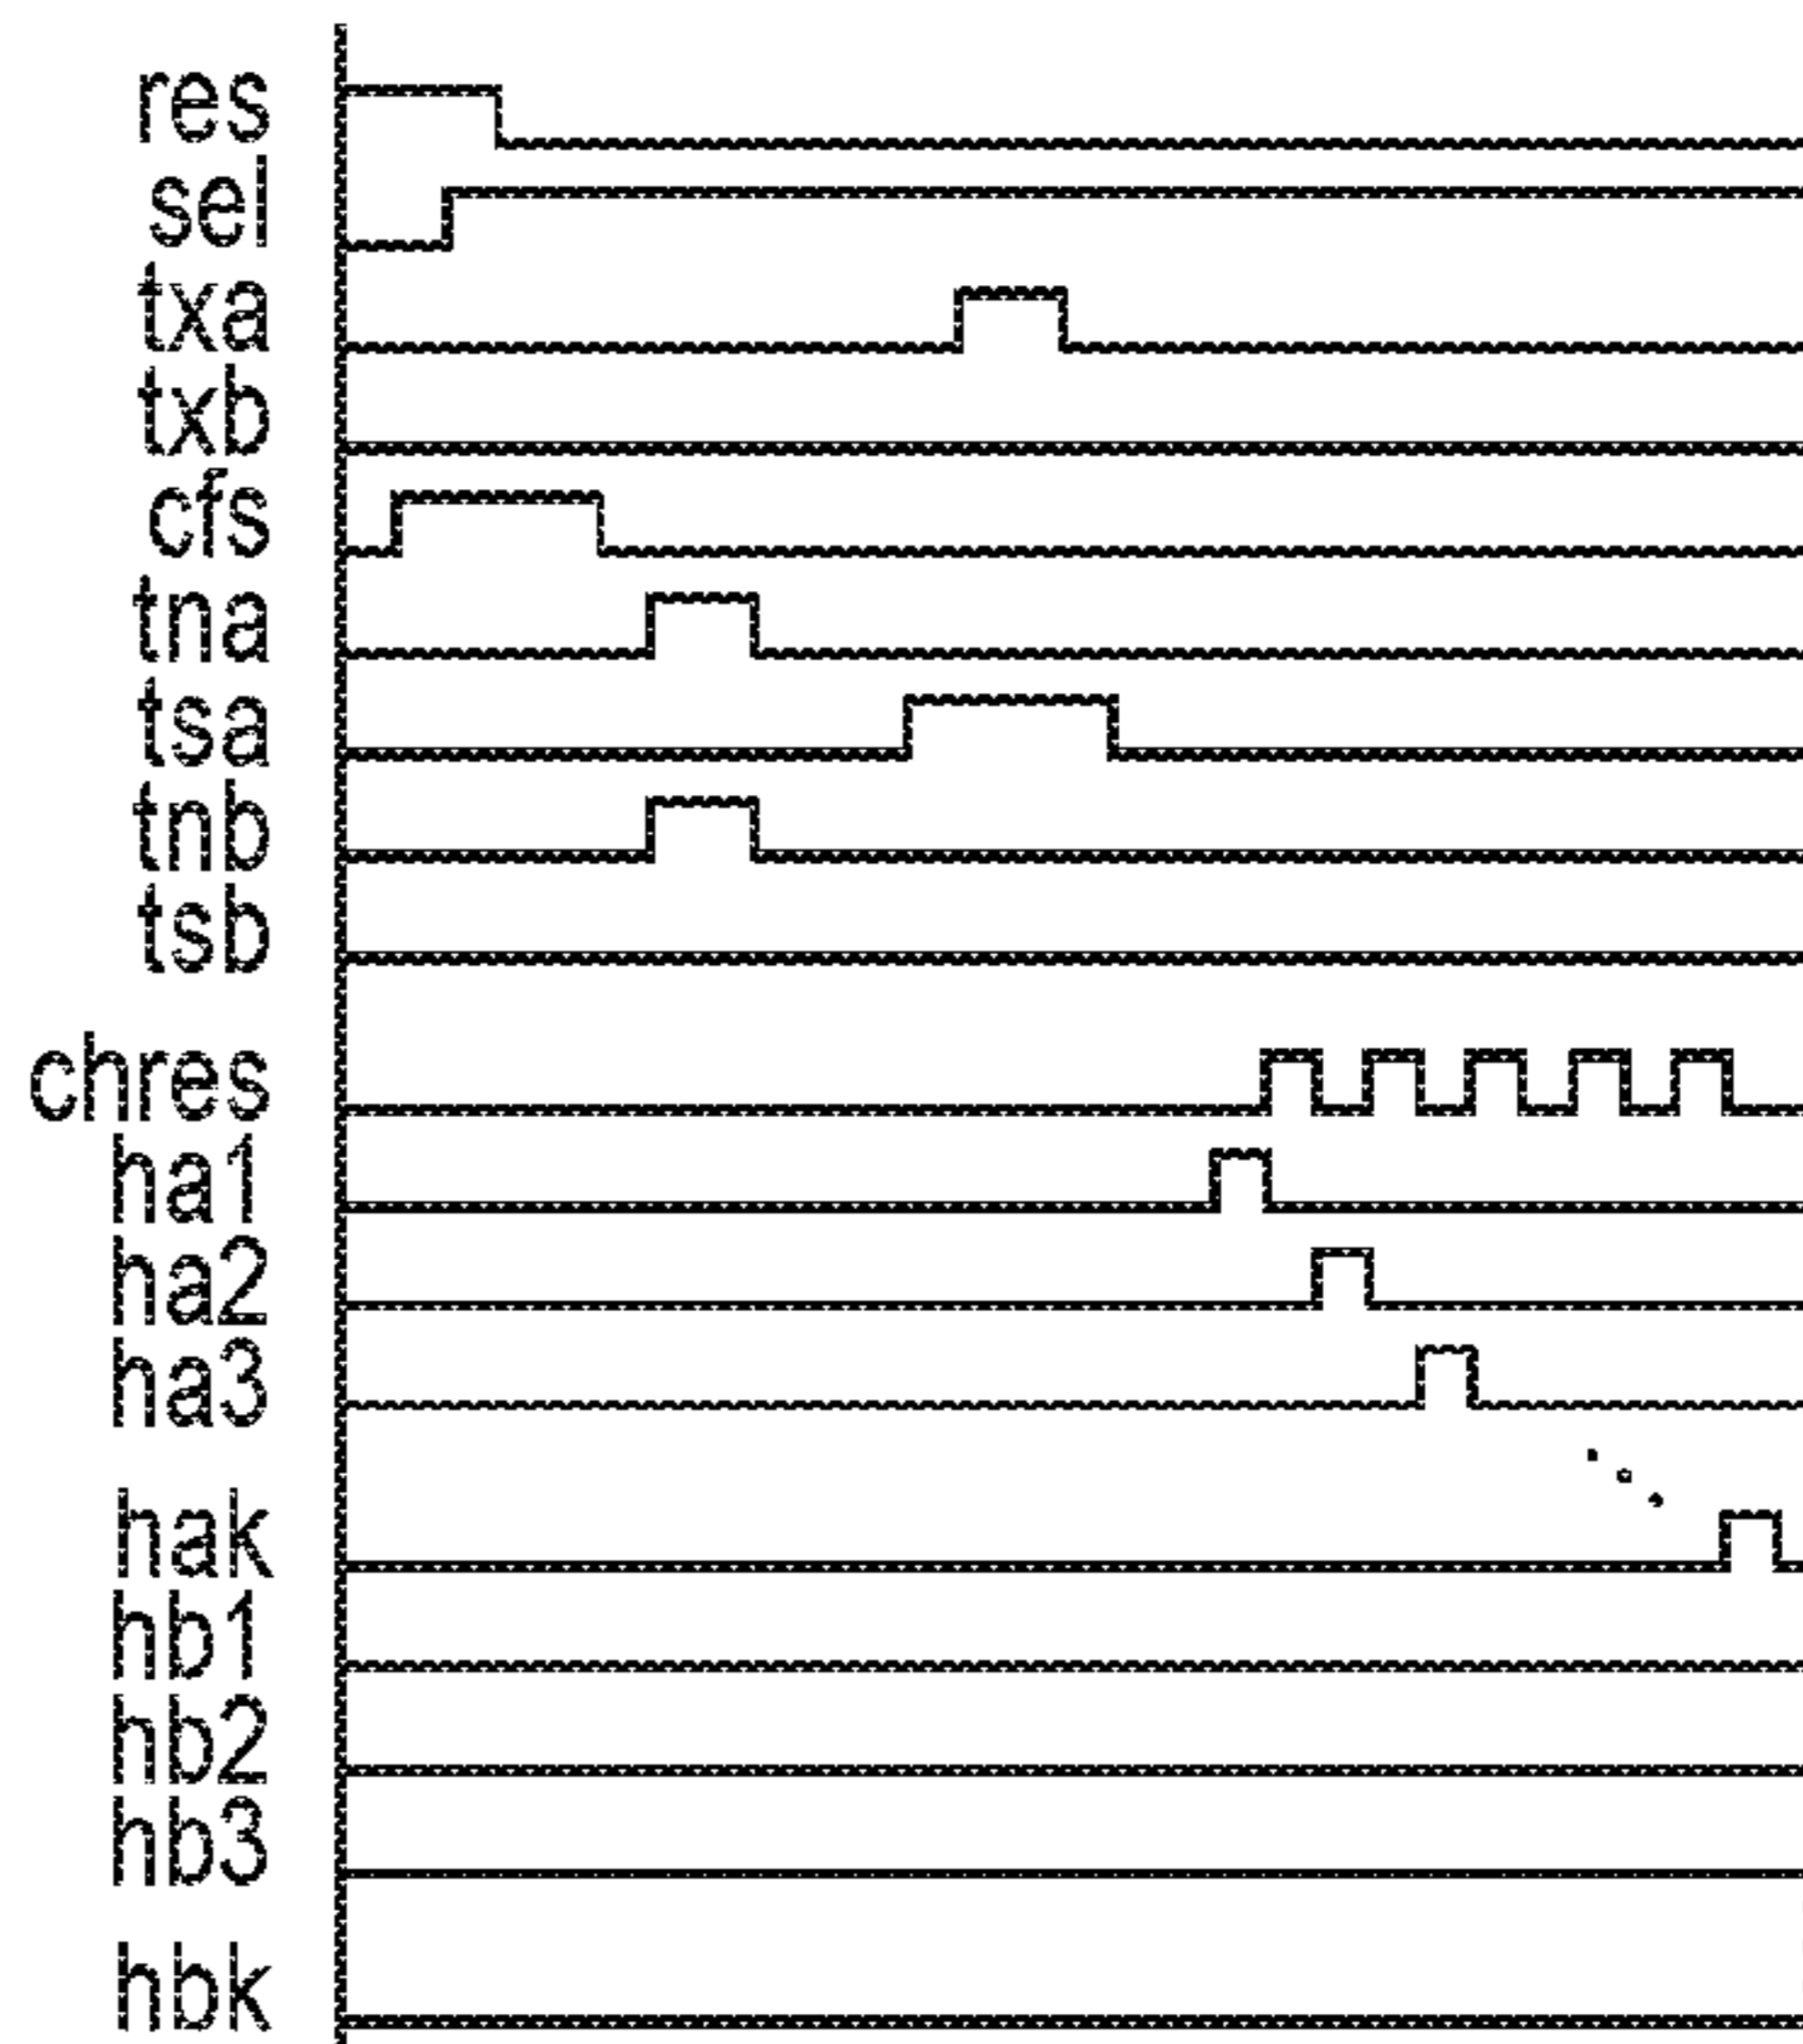 res
sel
txa
txb
cfs
tna
tsa
tnb
tsb
chres
ha1
ha2
ha3
hak
hb1
hb2
hb3
hbk